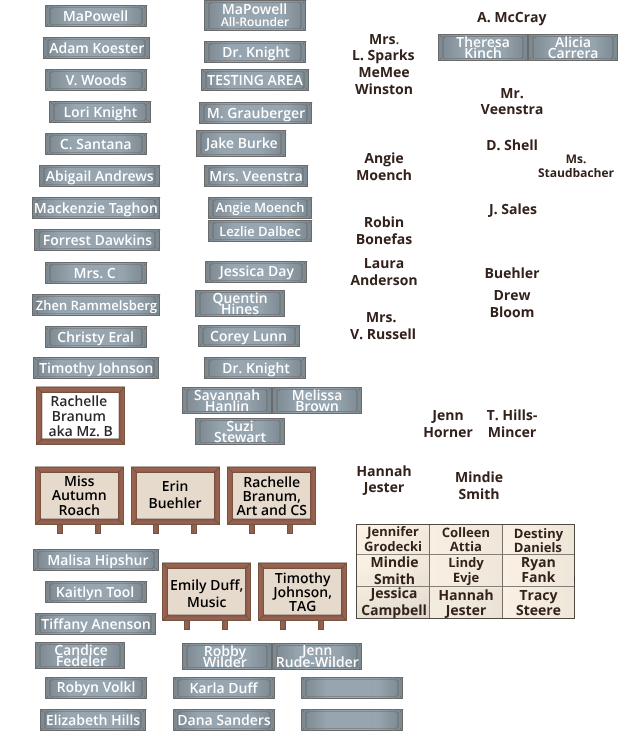 MaPowell
Adam Koester
V. Woods
Lori Knight
C. Santana
Abigail Andrews
Mackenzie Taghon
Forrest Dawkins
Mrs. C
Zhen Rammelsberg
Christy Eral
Timothy Johnson
Rachelle
Branum
aka Mz. B
MaPowell
All-Rounder
Dr. Knight
TESTING AREA
M. Grauberger
Jake Burke
Mrs. Veenstra
Angie Moench
Lezlie Dalbec
Jessica Day
Quentin
Hines
Corey Lunn
Dr. Knight
Savannah
Hanlin
Melissa
Brown
Suzi
Stewart
Mrs.
L. Sparks
MeMee
Winston
Angie
Moench
Robin
Bonefas
Laura
Anderson
Mrs.
V. Russell
A. McCray
Theresa
Kinch
Alicia
Carrera
Mr.
Veenstra
D. Shell
Ms.
Staudbacher
J. Sales
Buehler
Drew
Bloom
Jenn
Horner
T. Hills-
Mincer
Hannah
Jester
Mindie
Smith
Miss
Autumn
Roach
Erin
Buehler
Rachelle
Branum,
Art and CS
Jennifer
Grodecki
Colleen
Attia
Destiny
Daniels
Mindie
Smith
Lindy
Evje
Ryan
Fank
Jessica
Campbell
Hannah
Jester
Tracy
Steere
Malisa Hipshur
Kaitlyn Tool
Tiffany Anenson
Emily Duff,
Music
Timothy
Johnson,
TAG
Candice
Fedeler
Robby
Wilder
Jenn
Rude-Wilder
Robyn Volkl
Karla Duff
Elizabeth Hills
Dana Sanders